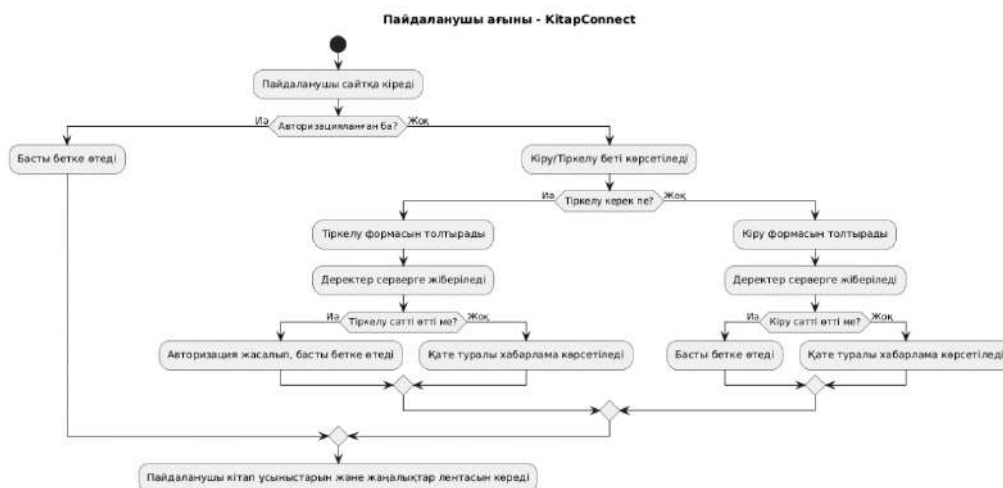 Пайдаланушы ағыны - KitapConnect
Пайдаланушы сайтқа кіреді
Иә
Авторизацияланған ба?
Жоқ
Басты бетке өтеді
Кіру/Тіркелу беті көрсетіледі
Иә
Тіркелу керек пе?
Жоқ
Тіркелу формасын толтырады
Кіру формасын толтырады
Деректер серверге жіберіледі
Деректер серверге жіберіледі
Иә
Тіркелу сәтті өтті ме?
Жоқ
Иә
Кіру сәтті өтті ме?
Жоқ
Авторизация жасалып, басты бетке өтеді
Қате туралы хабарлама көрсетіледі
Басты бетке өтеді
Қате туралы хабарлама көрсетіледі
Пайдаланушы кітап ұсыныстарын және жаңалықтар лентасын көреді